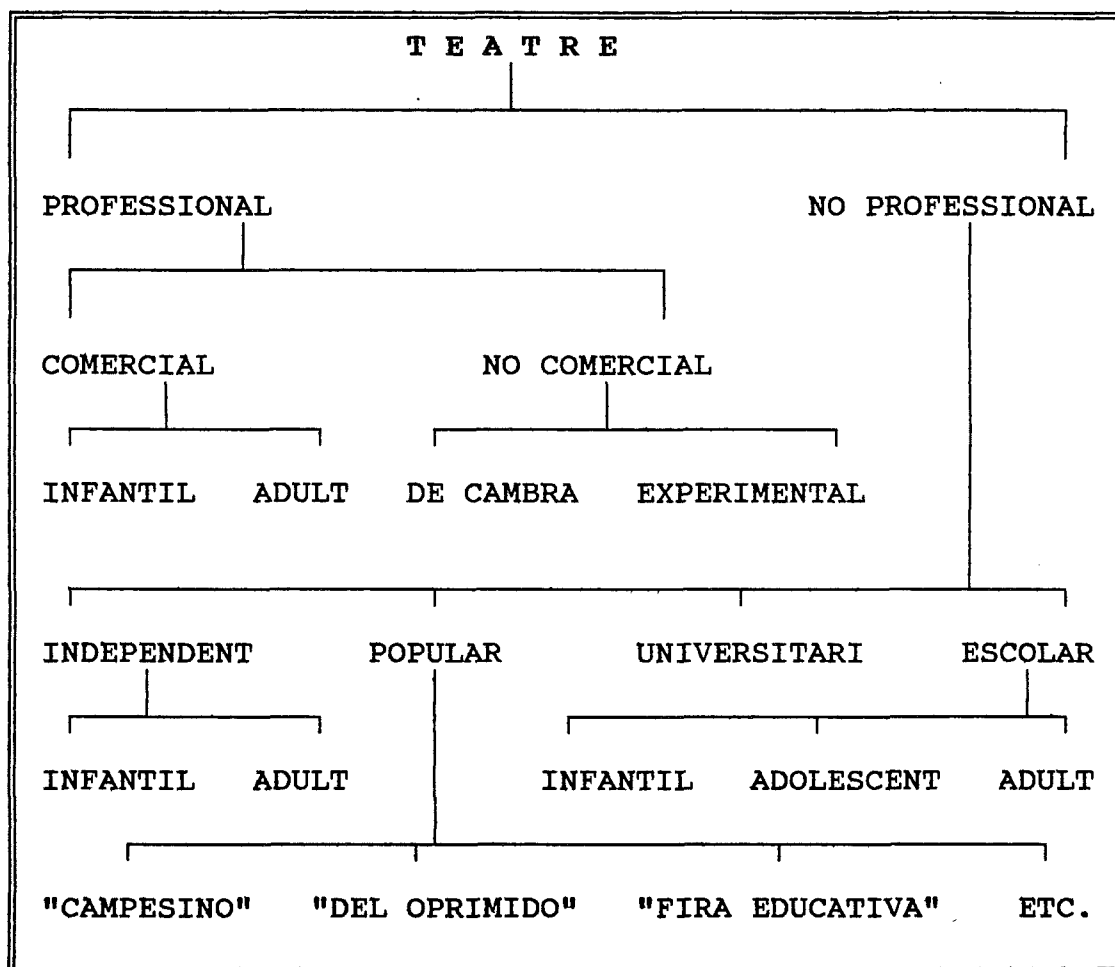 T E A T R E
PROFESSIONAL NO PROFESSIONAL
COMERCIAL NO COMERCIAL
INFANTIL ADULT DE CAMBRA EXPERIMENTAL
INDEPENDENT POPULAR UNIVERSITARI ESCOLAR
INFANTIL ADULT INFANTIL ADOLESCENT ADULT
"CAMPESINO" "DEL OPRIMIDO" "FIRA EDUCATIVA" ETC.